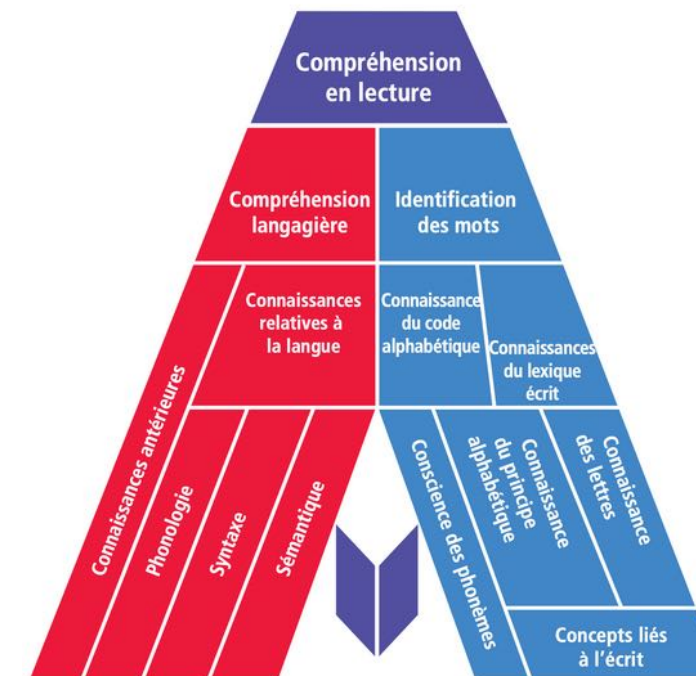 Compréhension
en lecture
Compréhension
langagière
Identification
des mots
Connaissances antérieures
Connaissances
relatives à
la langue
Connaissance
du code
alphabétique
Connaissances
du lexique
écrit
Phonologie
Syntaxe
Sémantique
Conscience des phonèmes
Connaissance
du principe
alphabétique
Connaissance
des lettres
Concepts liés
à l'écrit